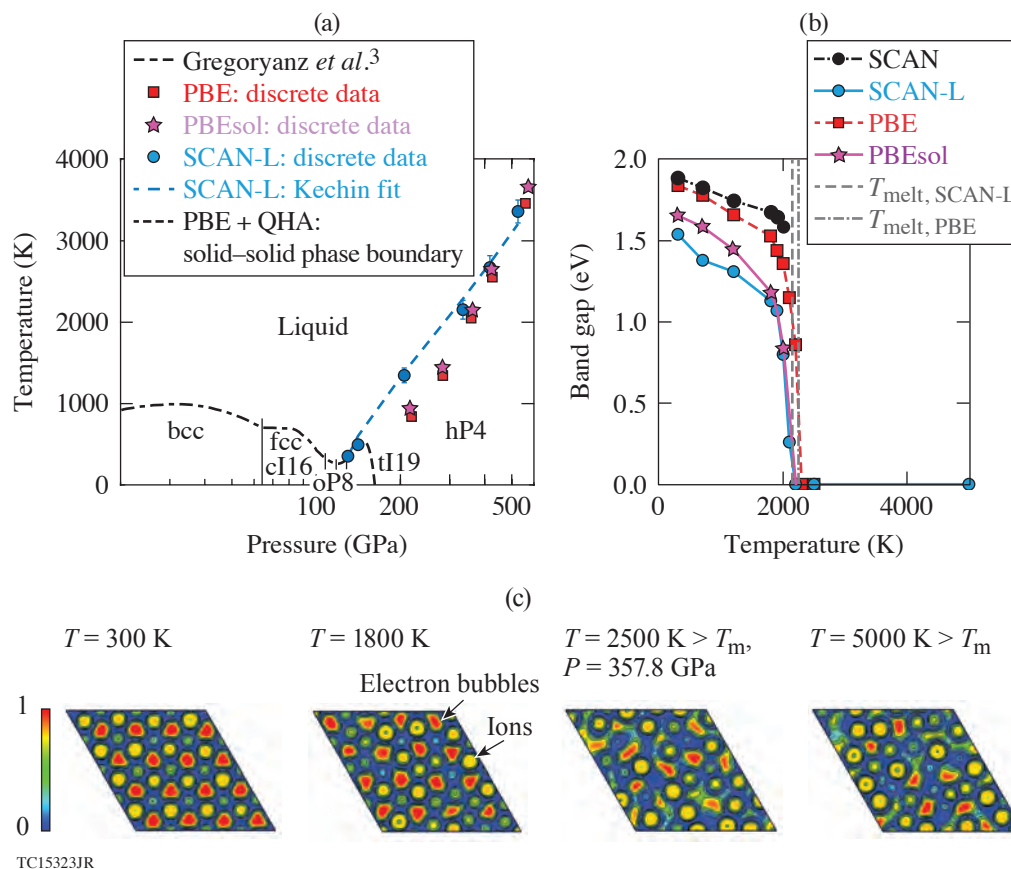 (a)
Gregoryanz et al.3
PBE: discrete data
PBEsol: discrete data
SCAN-L: discrete data
SCAN-L: Kechin fit
PBE + QHA:
solid–solid phase boundary
4000
3000
2000
1000
0
Temperature (K)
Liquid
bcc
fcc
cI16
oP8
tI19
hP4
100
200
300
500
Pressure (GPa)
(b)
SCAN
SCAN-L
PBE
PBEsol
Tmelt, SCAN-L
Tmelt, PBE
2.0
1.5
1.0
0.5
0.0
Band gap (eV)
0
2000
4000
Temperature (K)
(c)
T = 300 K
T = 1800 K
T = 2500 K > Tm,
P = 357.8 GPa
T = 5000 K > Tm
Electron bubbles
Ions
1
0
TC15323JR